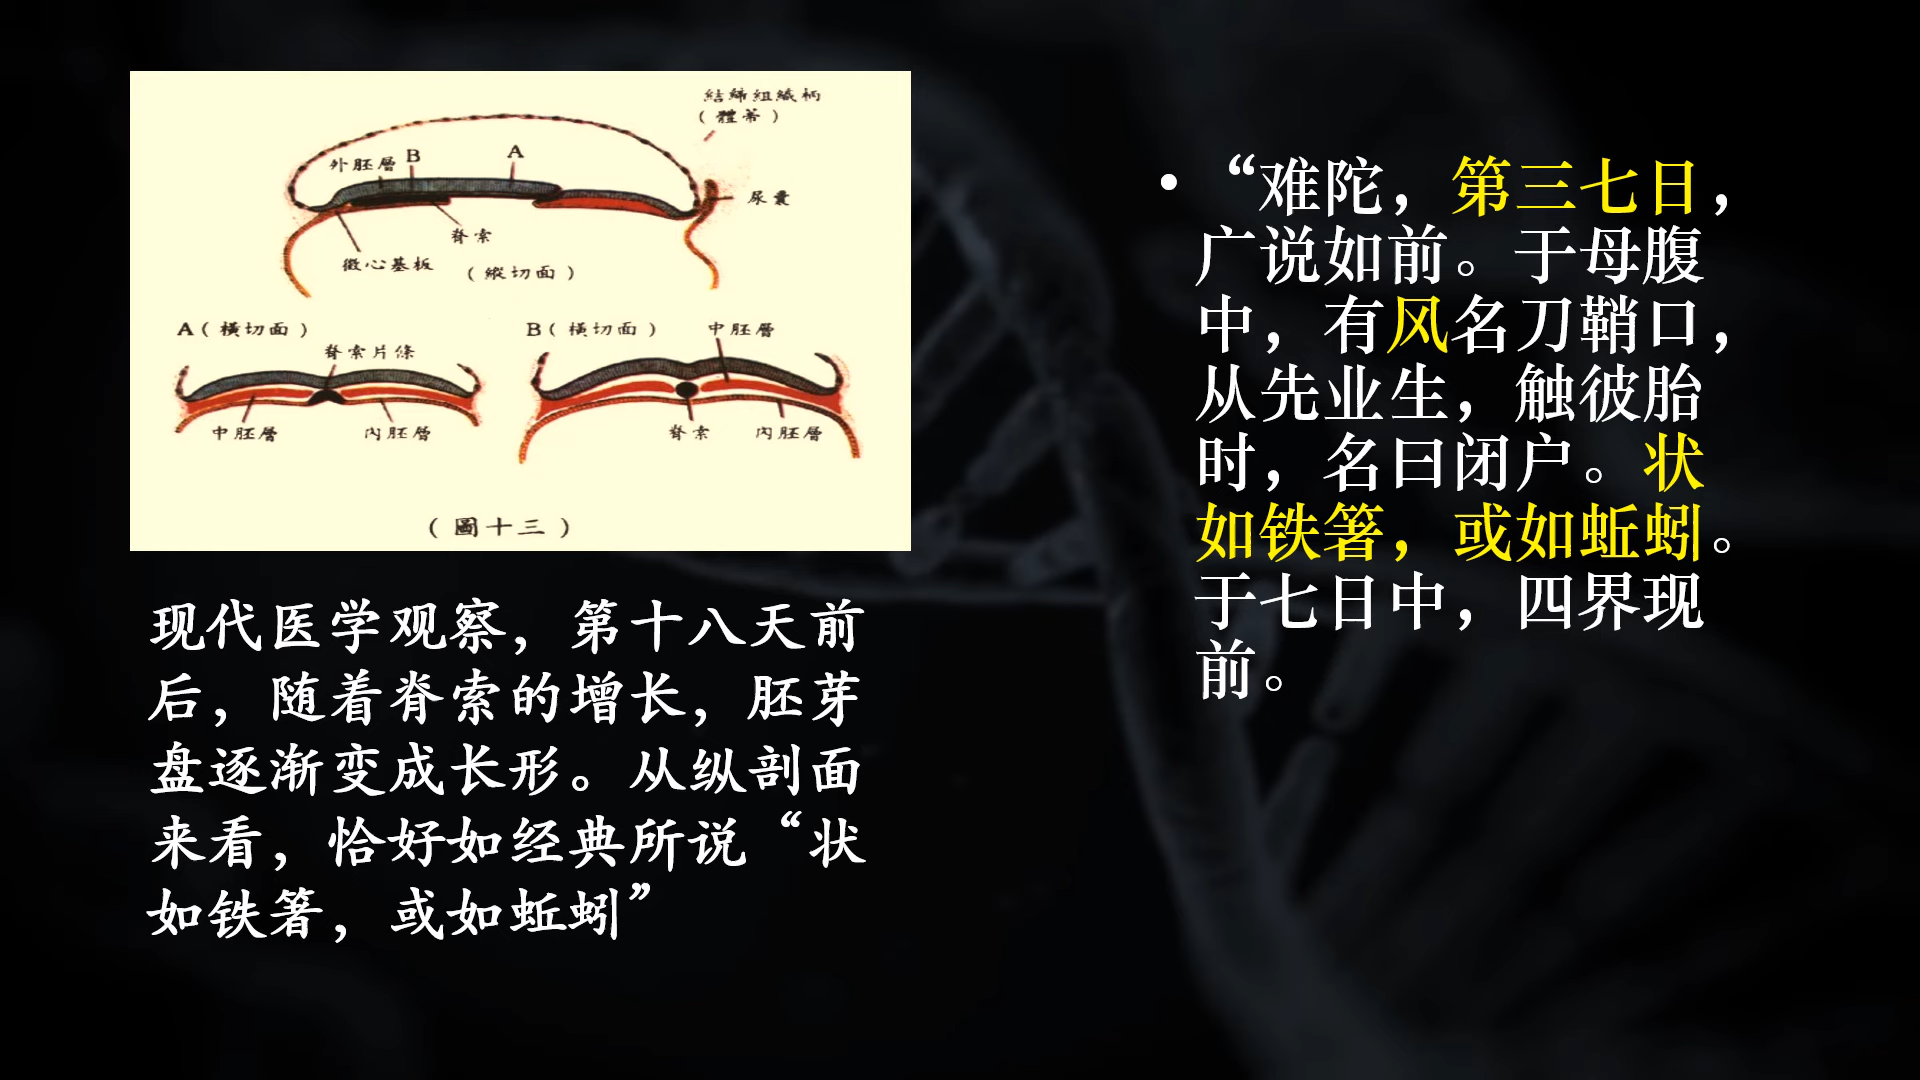 結締組織柄
（體蒂）
外胚層
B
A
尿囊
脊索
徵心基板
（縱切面）
A（橫切面）
脊索片條
中胚層
內胚層
B（橫切面）
中胚層
脊索
內胚層
（圖十三）
现代医学观察，第十八天前
后，随着脊索的增长，胚芽
盘逐渐变成长形。从纵剖面
来看，恰好如经典所说“状
如铁箸，或如蚯蚓”
• “难陀，第三七日，
广说如前。于母腹
中，有风名刀鞘口，
从先业生，触彼胎
时，名曰闭户。状
如铁箸，或如蚯蚓。
于七日中，四界现
前。